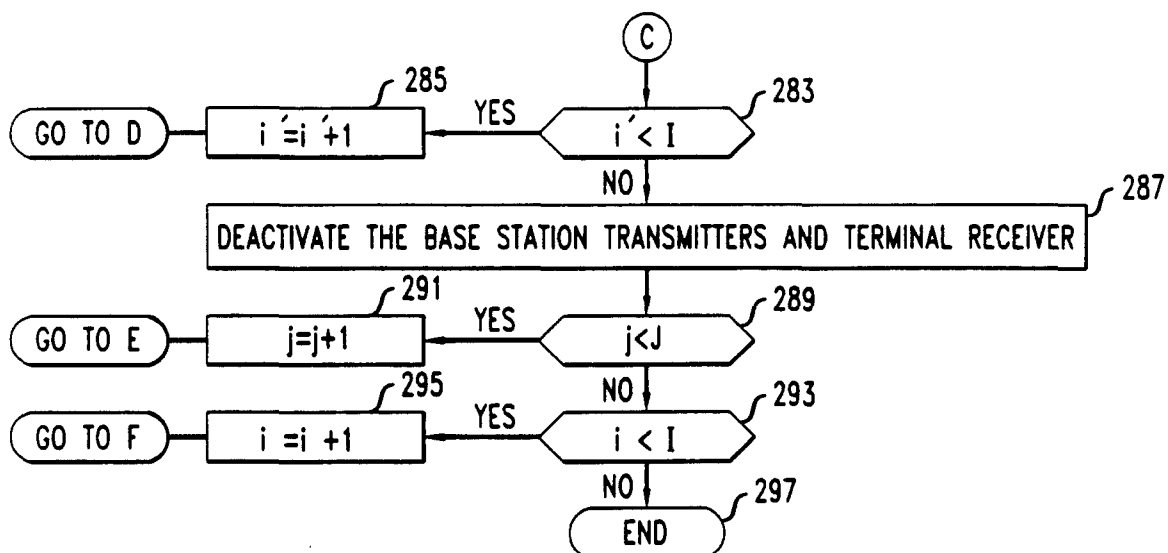 C
283
285
GO TO D
i´=i´+1
YES
i´< I
NO
287
DEACTIVATE THE BASE STATION TRANSMITTERS AND TERMINAL RECEIVER
291
289
GO TO E
j=j+1
YES
j<J
NO
295
293
GO TO F
i =i +1
YES
i < I
NO
297
END